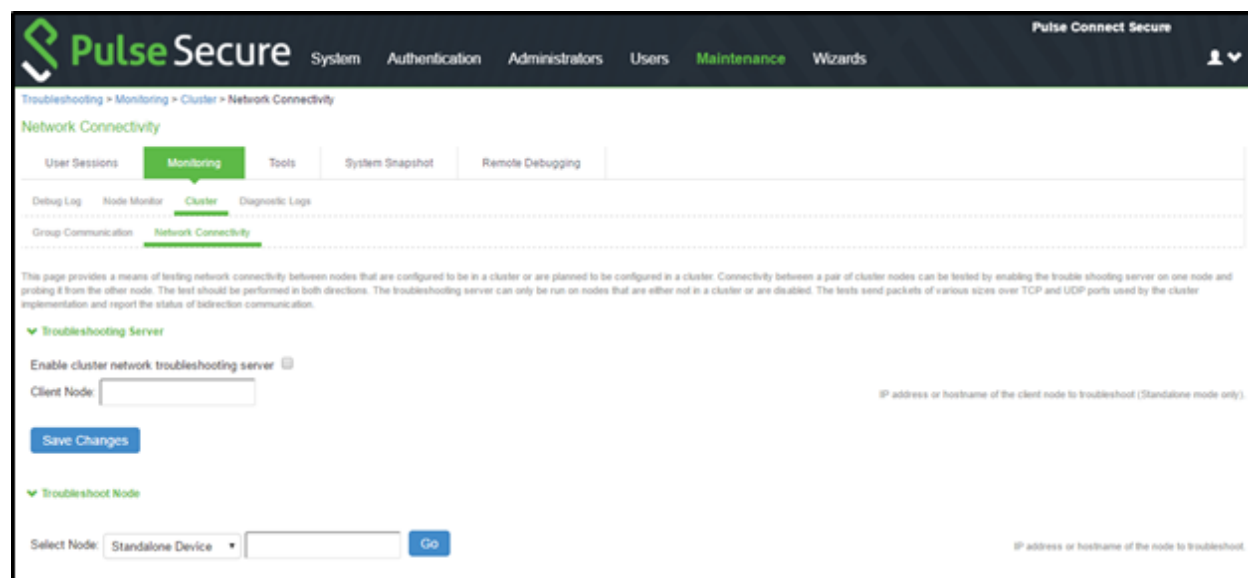 Pulse Connect Secure
Pulse Secure System Authentication Administrators Users Maintenance Wizards
Troubleshooting > Monitoring > Cluster > Network Connectivity
Network Connectivity
User Sessions Monitoring Tools System Snapshot Remote Debugging
Debug Log Node Monitor Cluster Diagnostic Logs
Group Communication Network Connectivity
This page provides a means of testing network connectivity between nodes that are configured to be in a cluster or are planned to be configured in a cluster. Connectivity between a pair of cluster nodes can be tested by enabling the trouble shooting server on one node and
probing it from the other node. The test should be performed in both directions. The troubleshooting server can only be run on nodes that are either not in a cluster or are disabled. The tests send packets of various sizes over TCP and UDP ports used by the cluster
implementation and report the status of bidirection communication.
Troubleshooting Server
Enable cluster network troubleshooting server
Client Node: IP address or hostname of the client node to troubleshoot (Standalone mode only).
Save Changes
Troubleshoot Node
Select Node: Standalone Device Go IP address or hostname of the node to troubleshoot.